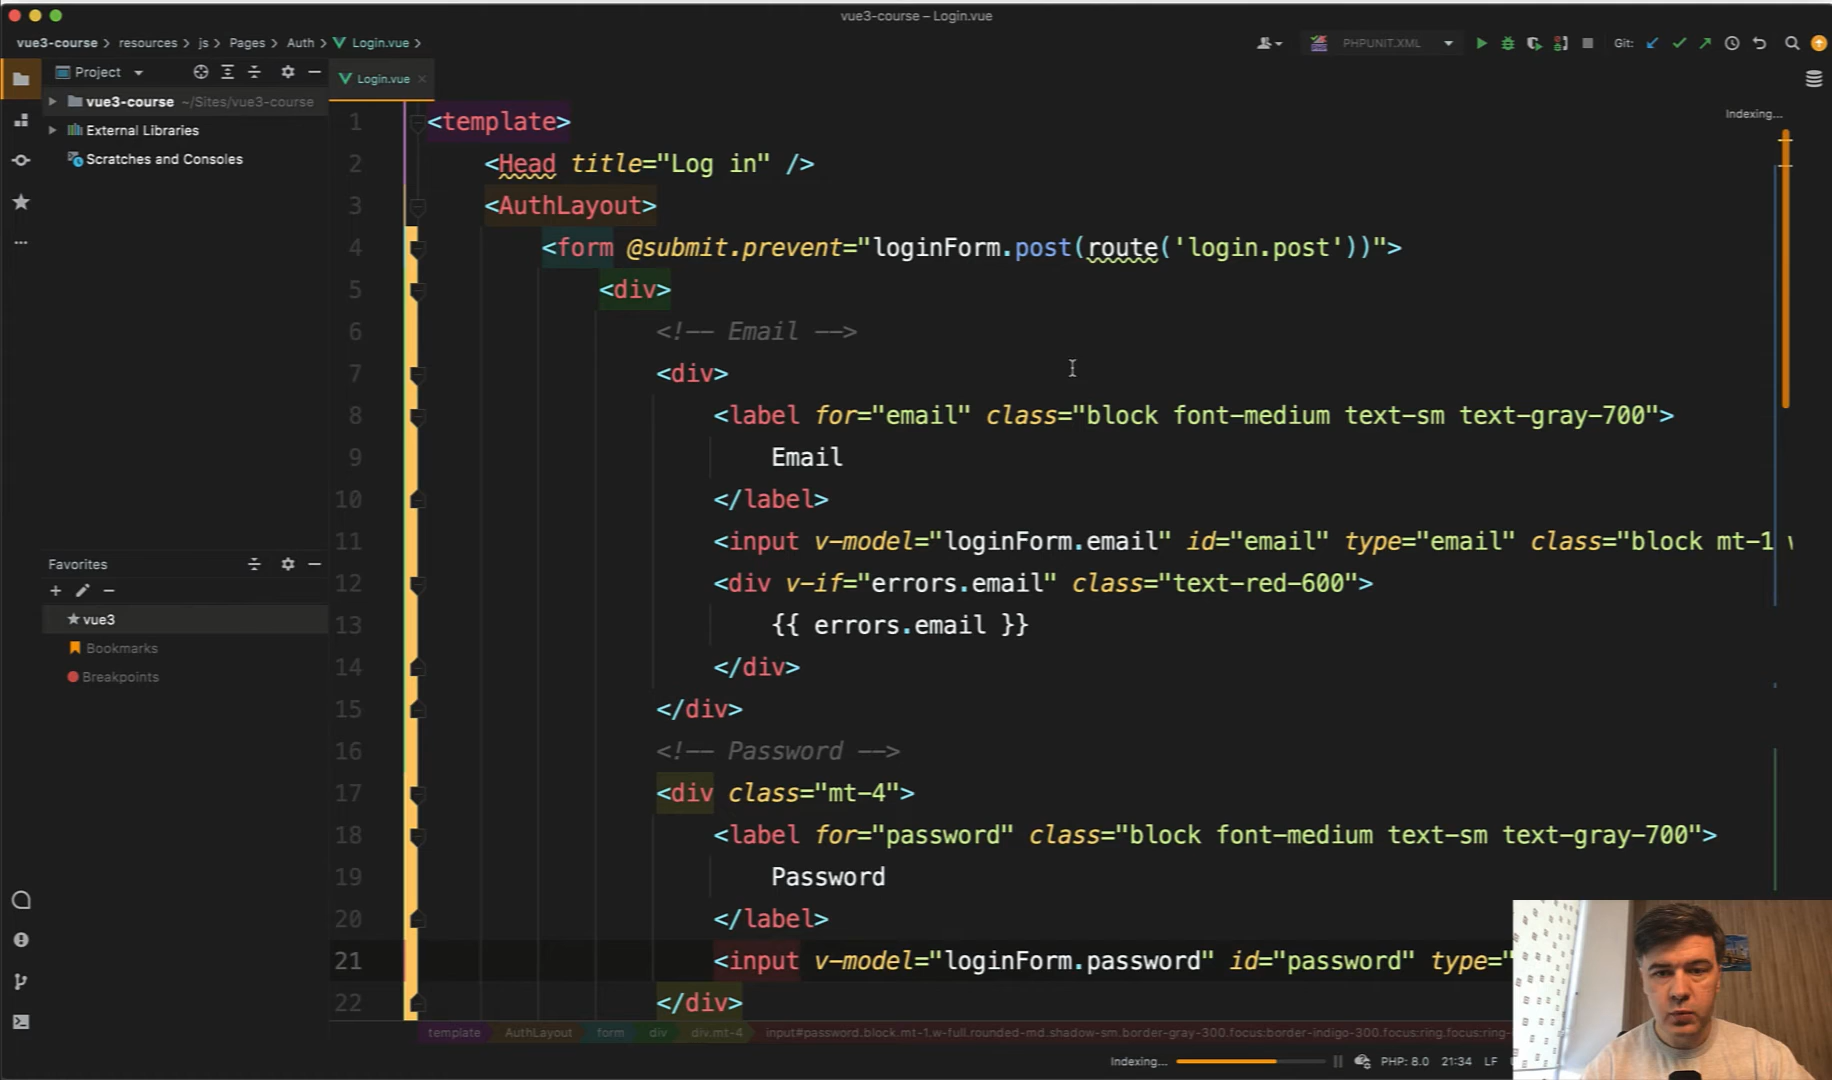 vue3-course – Login.vue
vue3-course > resources > js > Pages > Auth > Login.vue >
PHPUNIT.XML
Git:
Project
Login.vue
vue3-course ~/Sites/vue3-course
External Libraries
Scratches and Consoles
Indexing...
1 <template>
2 <Head title="Log in" />
3 <AuthLayout>
4 <form @submit.prevent="loginForm.post(route('login.post'))">
5 <div>
6 <!-- Email -->
7 <div>
8 <label for="email" class="block font-medium text-sm text-gray-700">
9 Email
10 </label>
11 <input v-model="loginForm.email" id="email" type="email" class="block mt-1
12 <div v-if="errors.email" class="text-red-600">
13 {{ errors.email }}
14 </div>
15 </div>
16 <!-- Password -->
17 <div class="mt-4">
18 <label for="password" class="block font-medium text-sm text-gray-700">
19 Password
20 </label>
21 <input v-model="loginForm.password" id="password" type="
22 </div>
Favorites
vue3
Bookmarks
Breakpoints
template AuthLayout form div div.mt-4 input#password.block.mt-1.w-full.rounded-md.shadow-sm.border-gray-300.focus:border-indigo-300.focus:ring.focus:ring-
Indexing... PHP: 8.0 21:34 LF